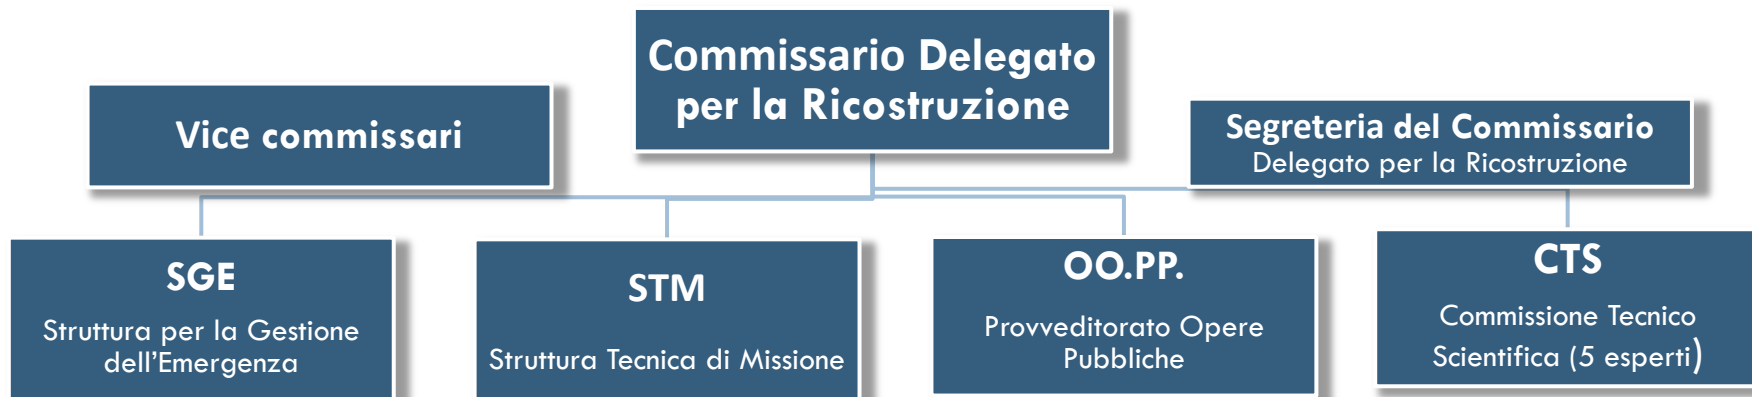 Commissario Delegato
per la Ricostruzione
Vice commissari
Segreteria del Commissario
Delegato per la Ricostruzione
SGE
Struttura per la Gestione
dell’Emergenza
STM
Struttura Tecnica di Missione
OO.PP.
Provveditorato Opere
Pubbliche
CTS
Commissione Tecnico
Scientifica (5 esperti)